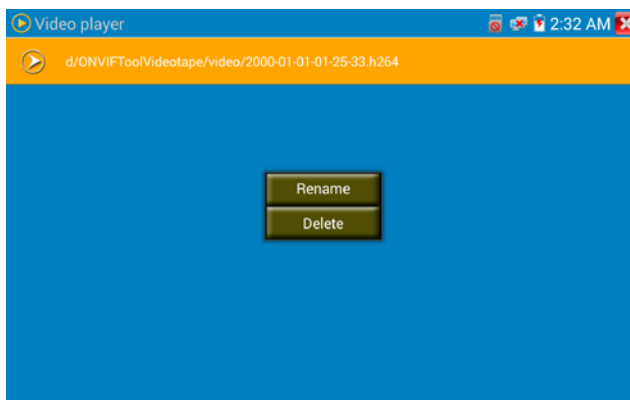 Video player
2:32 AM
d/ONVIFToolVideotape/video/2000-01-01-01-25-33.h264
Rename
Delete